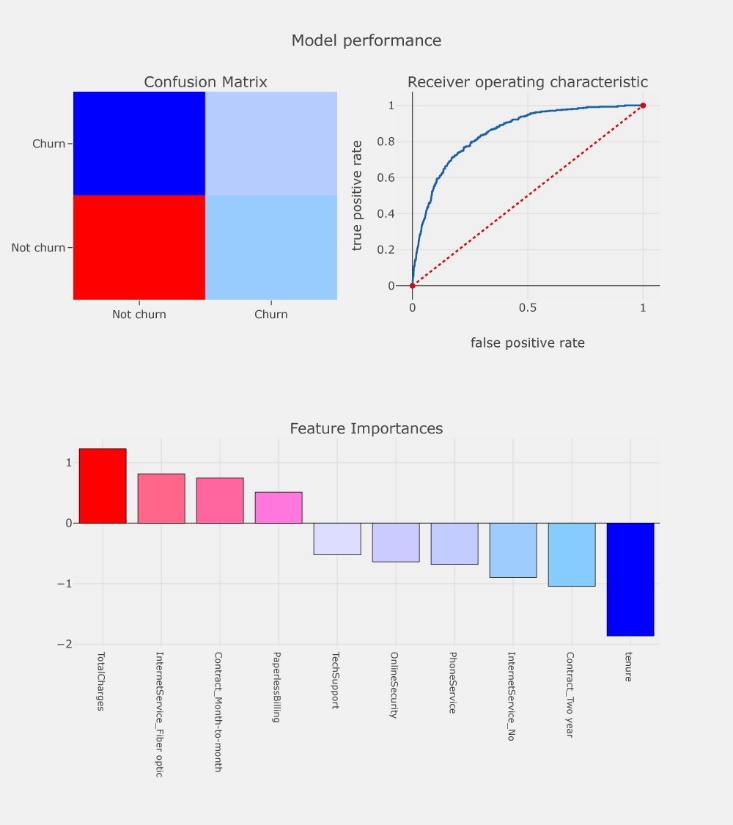 Model performance
Confusion Matrix
Churn
Not churn
Not churn
Churn
Receiver operating characteristic
true positive rate
1
0.8
0.6
0.4
0.2
0
0
0.5
1
false positive rate
Feature Importances
1
0
−1
−2
TotalCharges
InternetService_Fiber optic
Contract_Month-to-month
PaperlessBilling
TechSupport
OnlineSecurity
PhoneService
InternetService_No
Contract_Two year
tenure